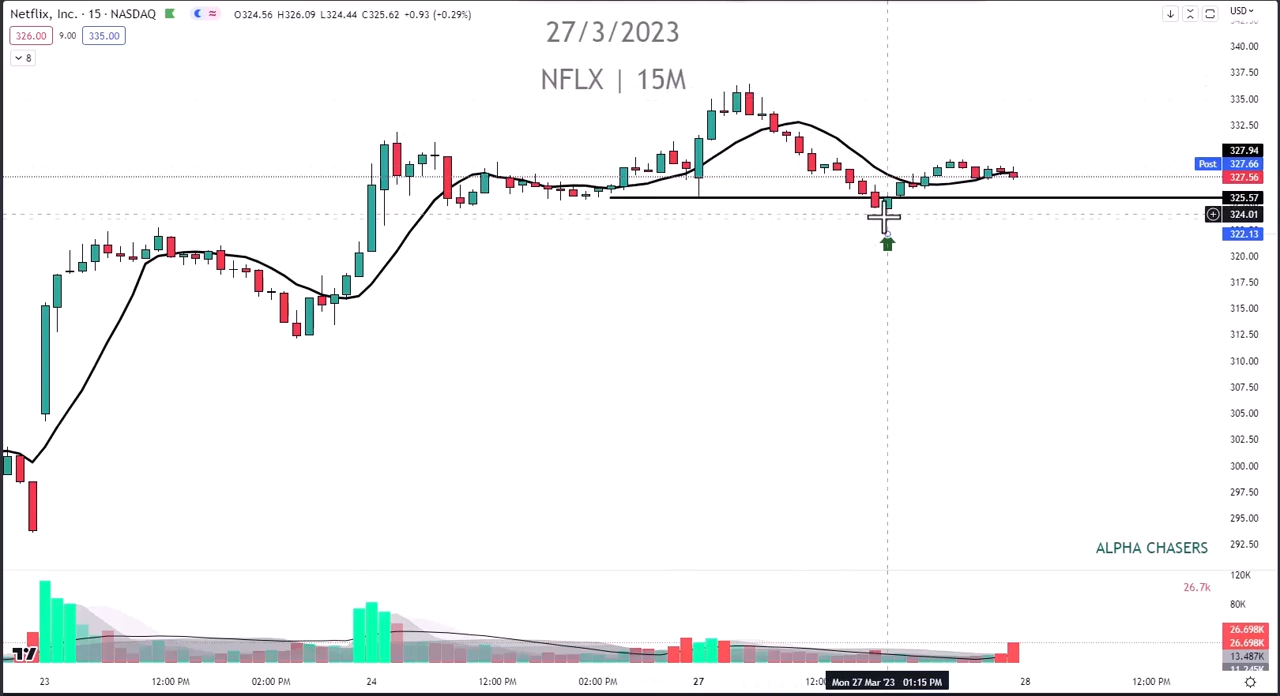 Netflix, Inc. · 15 · NASDAQ O324.56 H326.09 L324.44 C325.62 +0.93 (+0.29%)
326.00 9.00 335.00
8
27/3/2023
NFLX | 15M
USD
340.00
337.50
335.00
332.50
327.94
Post 327.66
327.56
325.57
324.01
322.13
320.00
317.50
315.00
312.50
310.00
307.50
305.00
302.50
300.00
297.50
295.00
292.50
ALPHA CHASERS
120K
26.7k
80K
26.698K
26.698K
13.487K
23 12:00 PM 02:00 PM 24 12:00 PM 02:00 PM 27 Mon 27 Mar '23 01:15 PM 28 12:00 PM